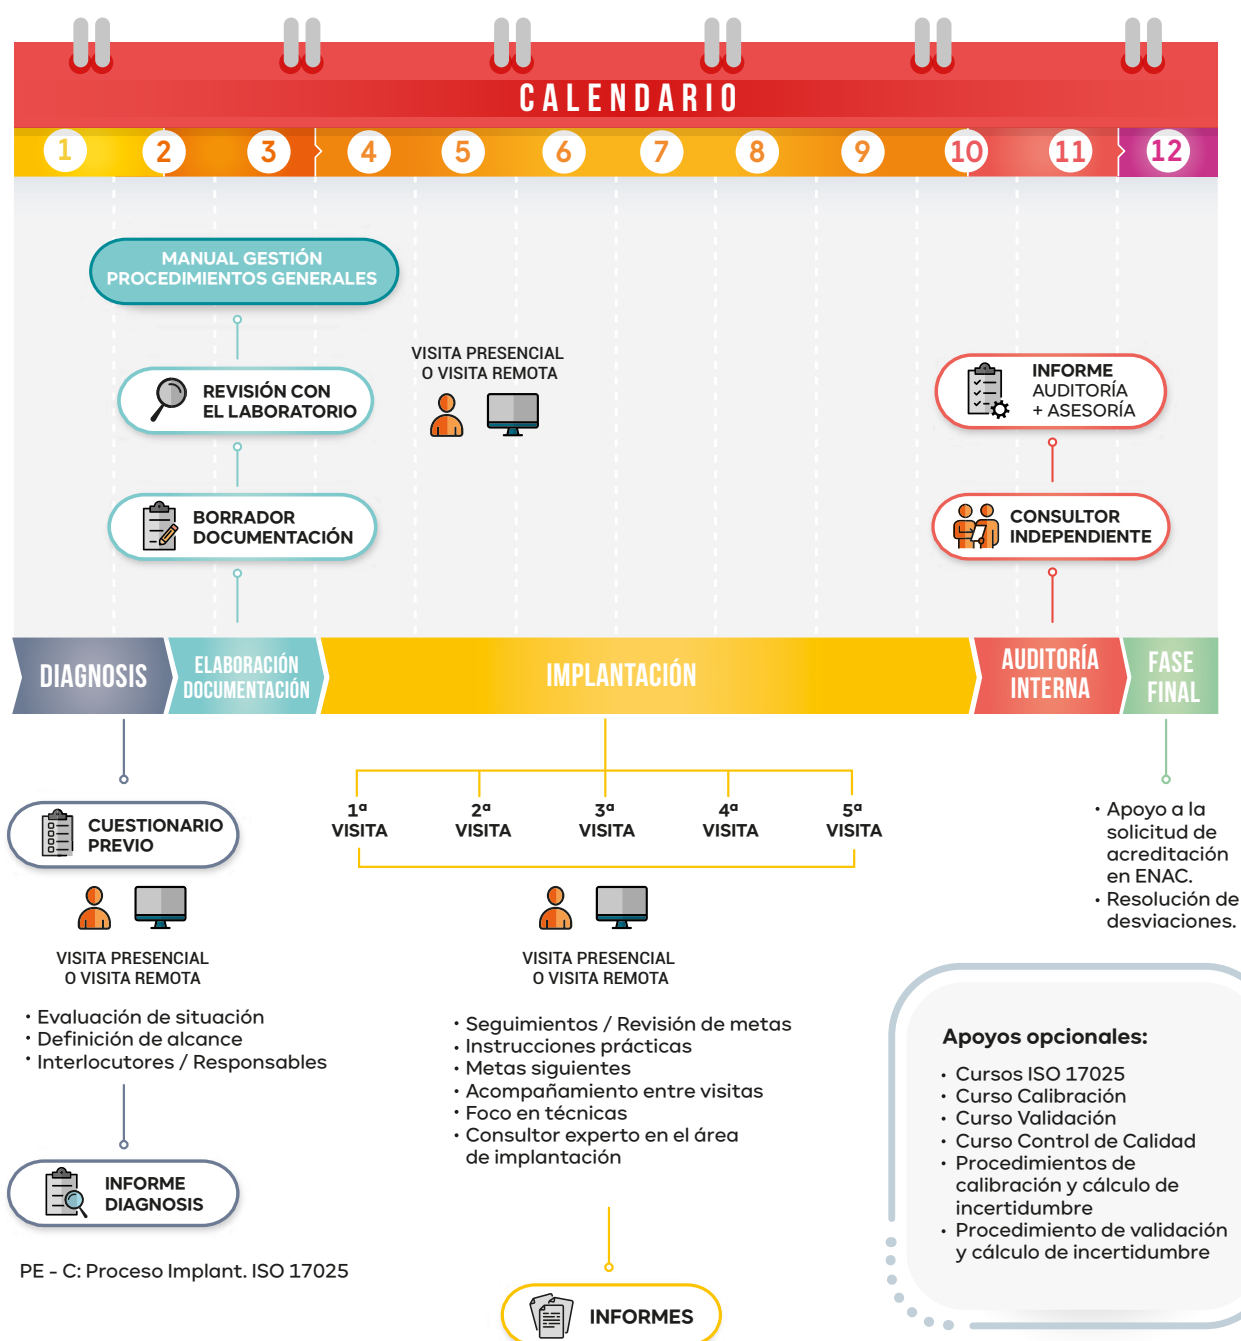 CALENDARIO
1 2 3 4 5 6 7 8 9 10 11 12
MANUAL GESTIÓN
PROCEDIMIENTOS GENERALES
REVISIÓN CON
EL LABORATORIO
BORRADOR
DOCUMENTACIÓN
VISITA PRESENCIAL
O VISITA REMOTA
INFORME
AUDITORÍA
+ ASESORÍA
CONSULTOR
INDEPENDIENTE
DIAGNOSIS
ELABORACIÓN
DOCUMENTACIÓN
IMPLANTACIÓN
AUDITORÍA
INTERNA
FASE
FINAL
CUESTIONARIO
PREVIO
VISITA PRESENCIAL
O VISITA REMOTA
· Evaluación de situación
· Definición de alcance
· Interlocutores / Responsables
INFORME
DIAGNOSIS
PE - C: Proceso Implant. ISO 17025
1ª
VISITA
2ª
VISITA
3ª
VISITA
4ª
VISITA
5ª
VISITA
VISITA PRESENCIAL
O VISITA REMOTA
· Seguimientos / Revisión de metas
· Instrucciones prácticas
· Metas siguientes
· Acompañamiento entre visitas
· Foco en técnicas
· Consultor experto en el área
de implantación
INFORMES
· Apoyo a la
solicitud de
acreditación
en ENAC.
· Resolución de
desviaciones.
Apoyos opcionales:
· Cursos ISO 17025
· Curso Calibración
· Curso Validación
· Curso Control de Calidad
· Procedimientos de
calibración y cálculo de
incertidumbre
· Procedimiento de validación
y cálculo de incertidumbre